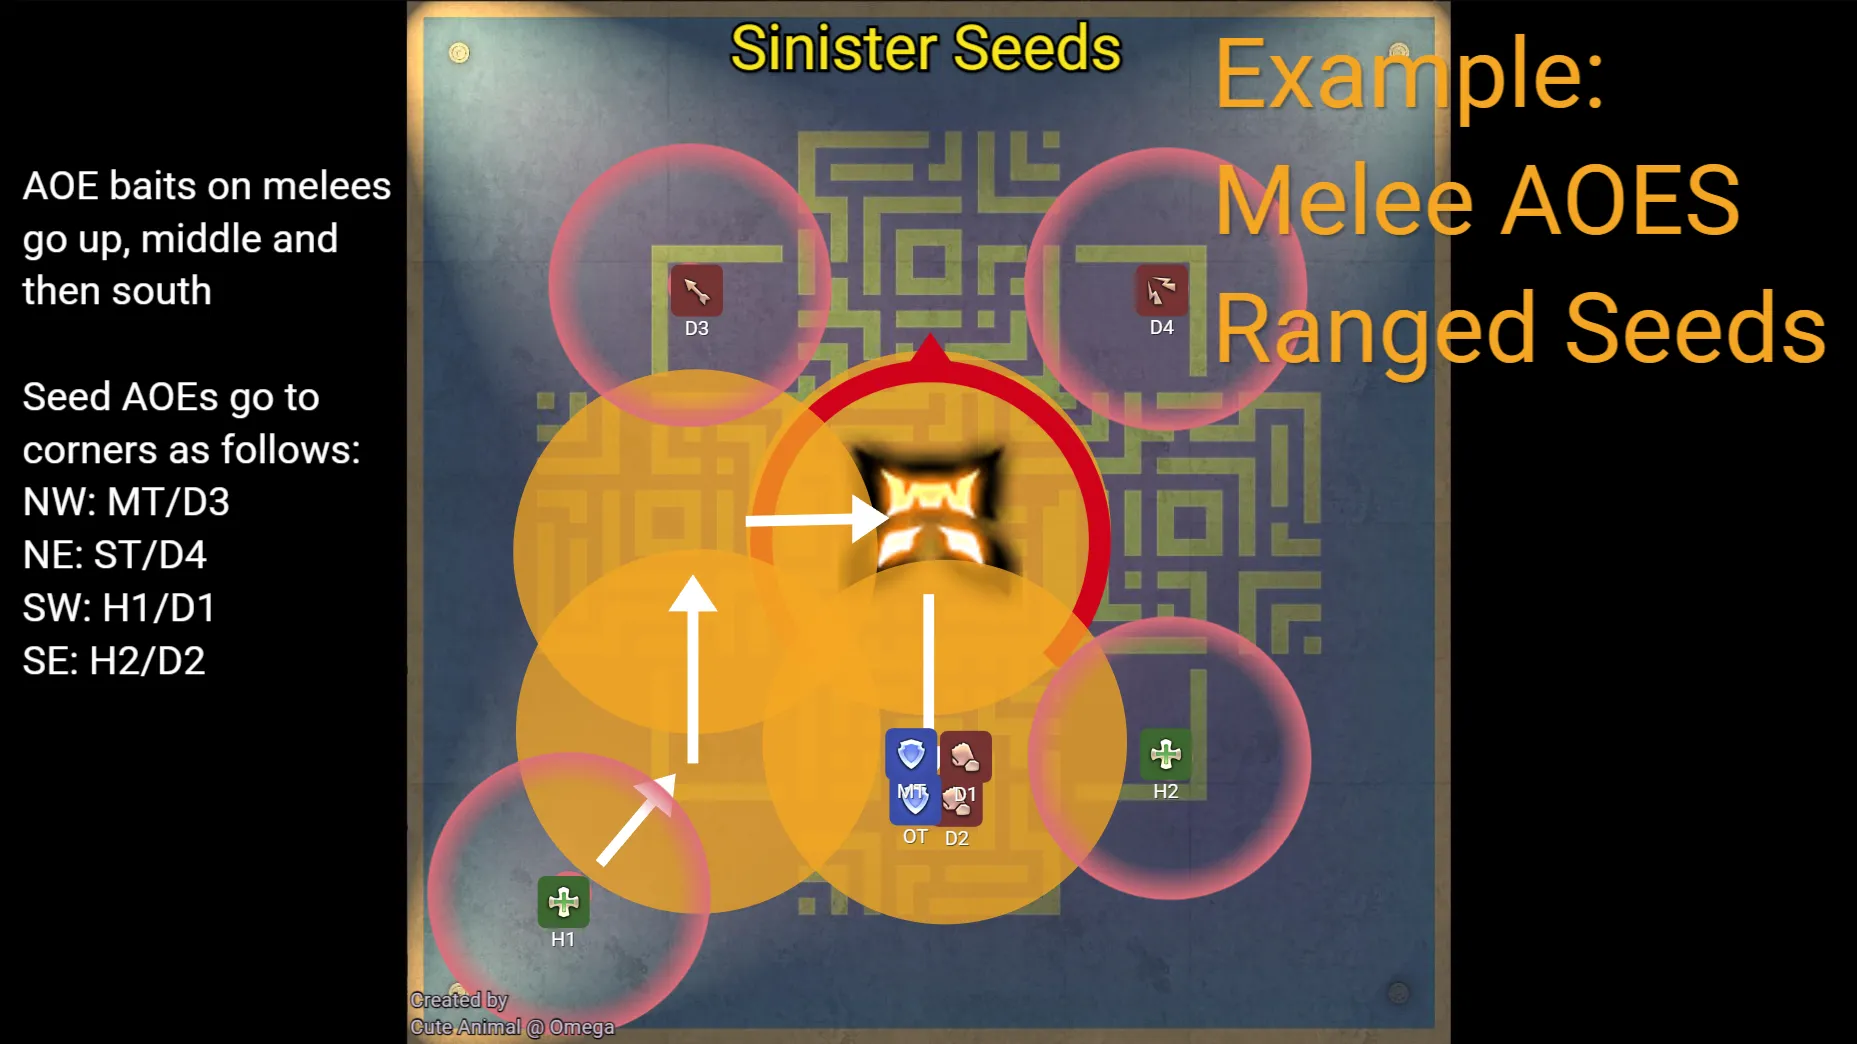 Sinister Seeds
Example:
Melee AOES
Ranged Seeds
AOE baits on melees
go up, middle and
then south
Seed AOEs go to
corners as follows:
NW: MT/D3
NE: ST/D4
SW: H1/D1
SE: H2/D2
D3
D4
MT
D1
H2
OT
D2
H1
Created by
Cute Animal @ Omega